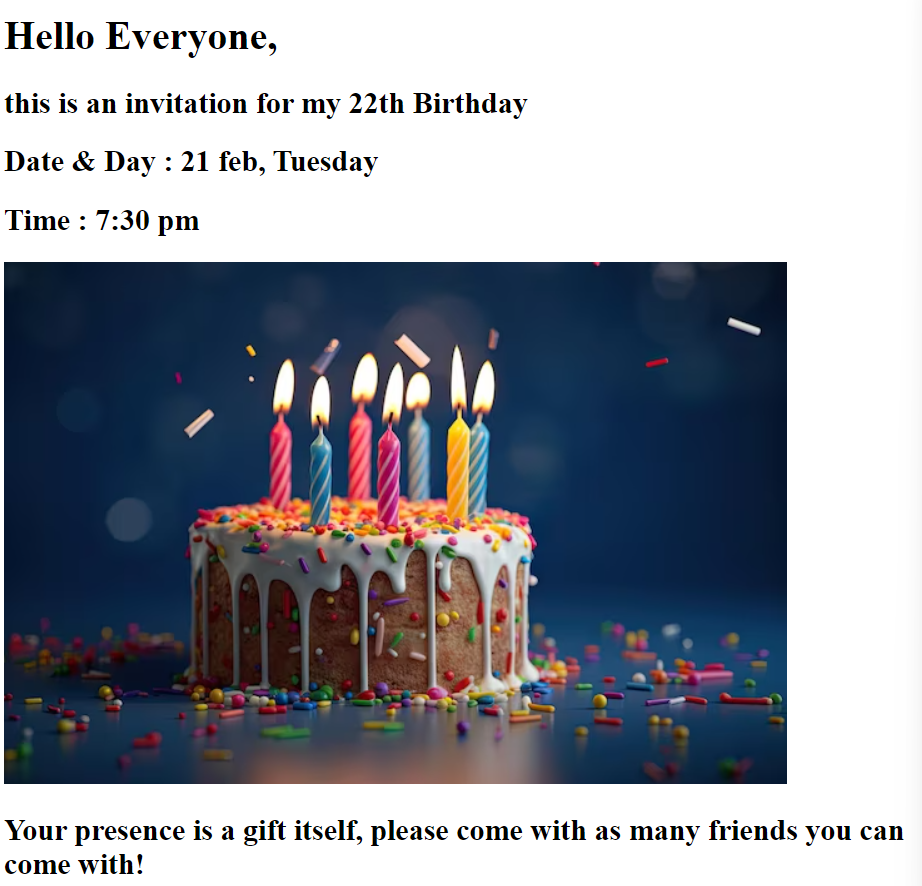 Hello Everyone,
this is an invitation for my 22th Birthday
Date & Day : 21 feb, Tuesday
Time : 7:30 pm
Your presence is a gift itself, please come with as many friends you can
come with!